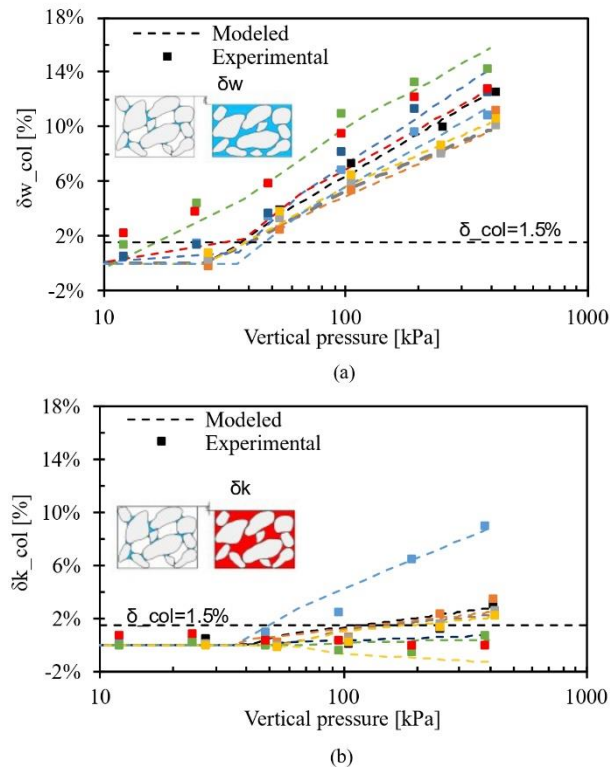 18%
14%
10%
6%
2%
-2%
δw_col [%]
Modeled
Experimental
δw
δ_col=1.5%
10
100
1000
Vertical pressure [kPa]
(a)
18%
14%
10%
6%
2%
-2%
δk_col [%]
Modeled
Experimental
δk
δ_col=1.5%
10
100
1000
Vertical pressure [kPa]
(b)